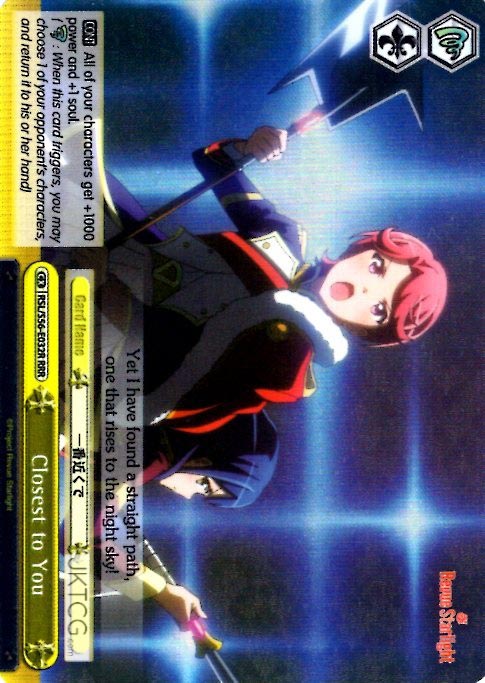 CON All of your characters get +1000
power and +1 soul.
( : When this card triggers, you may
choose 1 of your opponent's characters,
and return it to his or her hand)
Yet I have found a straight path,
one that rises to the night sky!
Card Name
一番近くで
CX RSL/S56-E032R RRR
Closest to You
©Project Revue Starlight
Revue Starlight
UKTCG.com